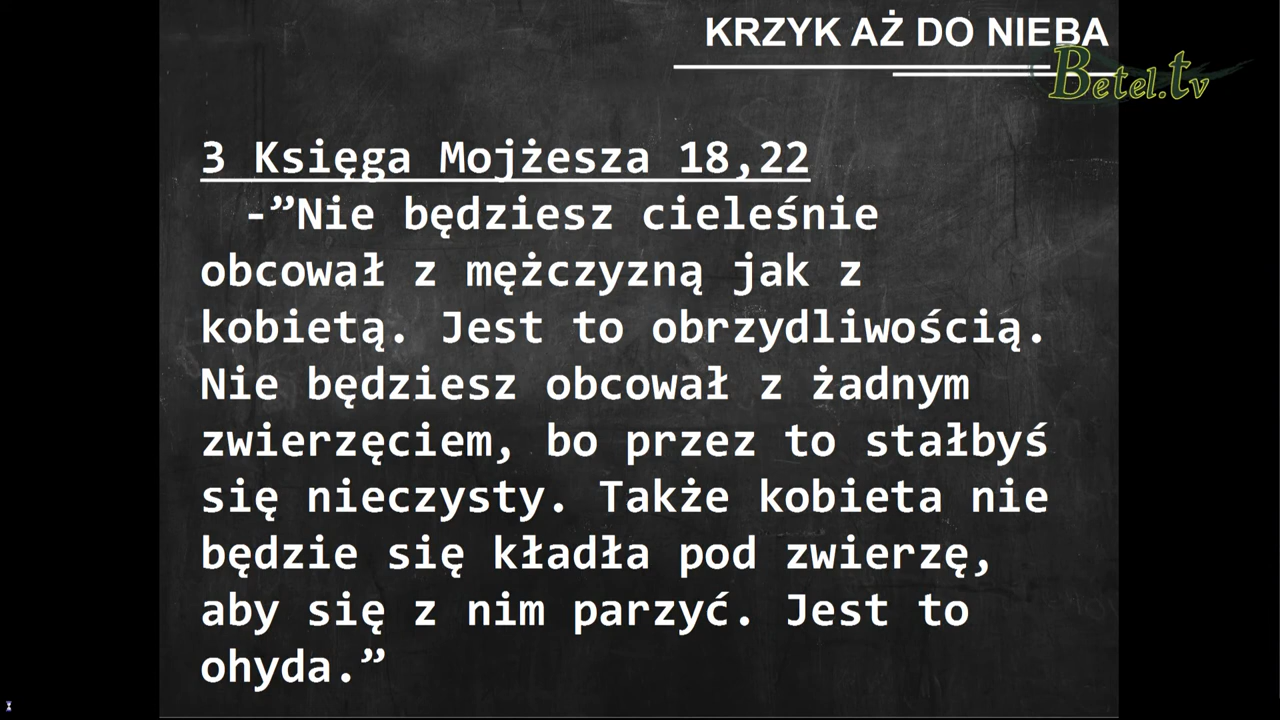 KRZYK AŻ DO NIEBA
Betel.tv
3 Księga Mojżesza 18,22
-”Nie będziesz cieleśnie
obcował z mężczyzną jak z
kobietą. Jest to obrzydliwością.
Nie będziesz obcował z żadnym
zwierzęciem, bo przez to stałbyś
się nieczysty. Także kobieta nie
będzie się kładła pod zwierzę,
aby się z nim parzyć. Jest to
ohyda.”